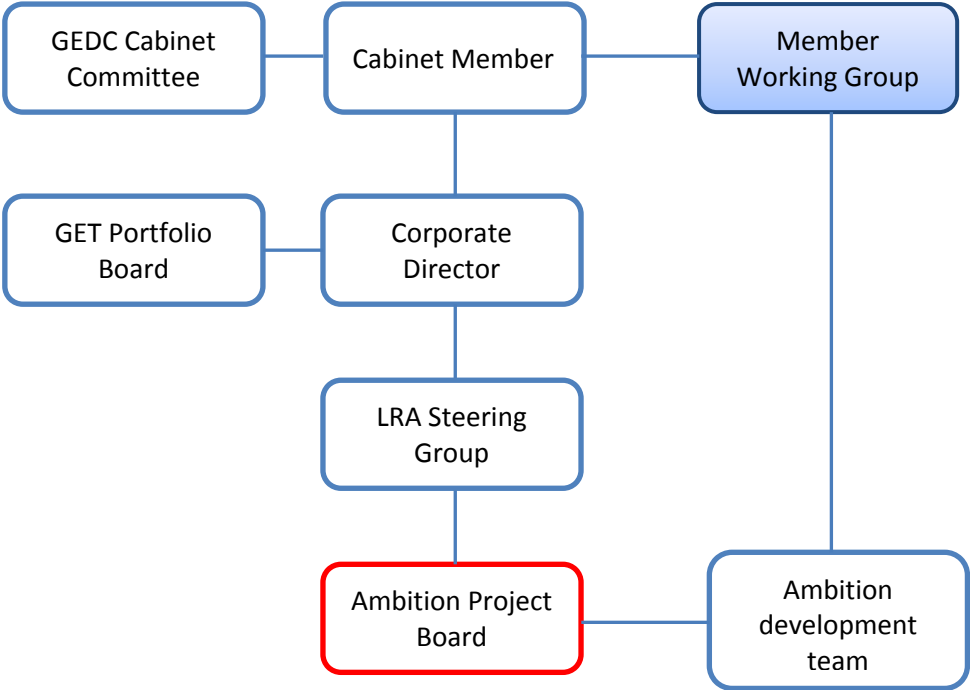 GEDC Cabinet
Committee
Cabinet Member
Member
Working Group
GET Portfolio
Board
Corporate
Director
LRA Steering
Group
Ambition Project
Board
Ambition
development
team